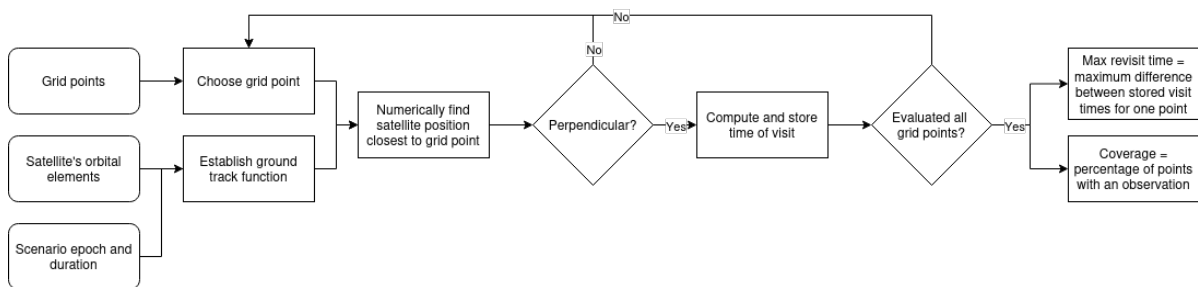 No
No
Grid points
Choose grid point
Numerically find
satellite position
closest to grid point
Perpendicular?
Yes
Compute and store
time of visit
Evaluated all
grid points?
Yes
Max revisit time =
maximum difference
between stored visit
times for one point
Satellite's orbital
elements
Establish ground
track function
Coverage =
percentage of points
with an observation
Scenario epoch and
duration